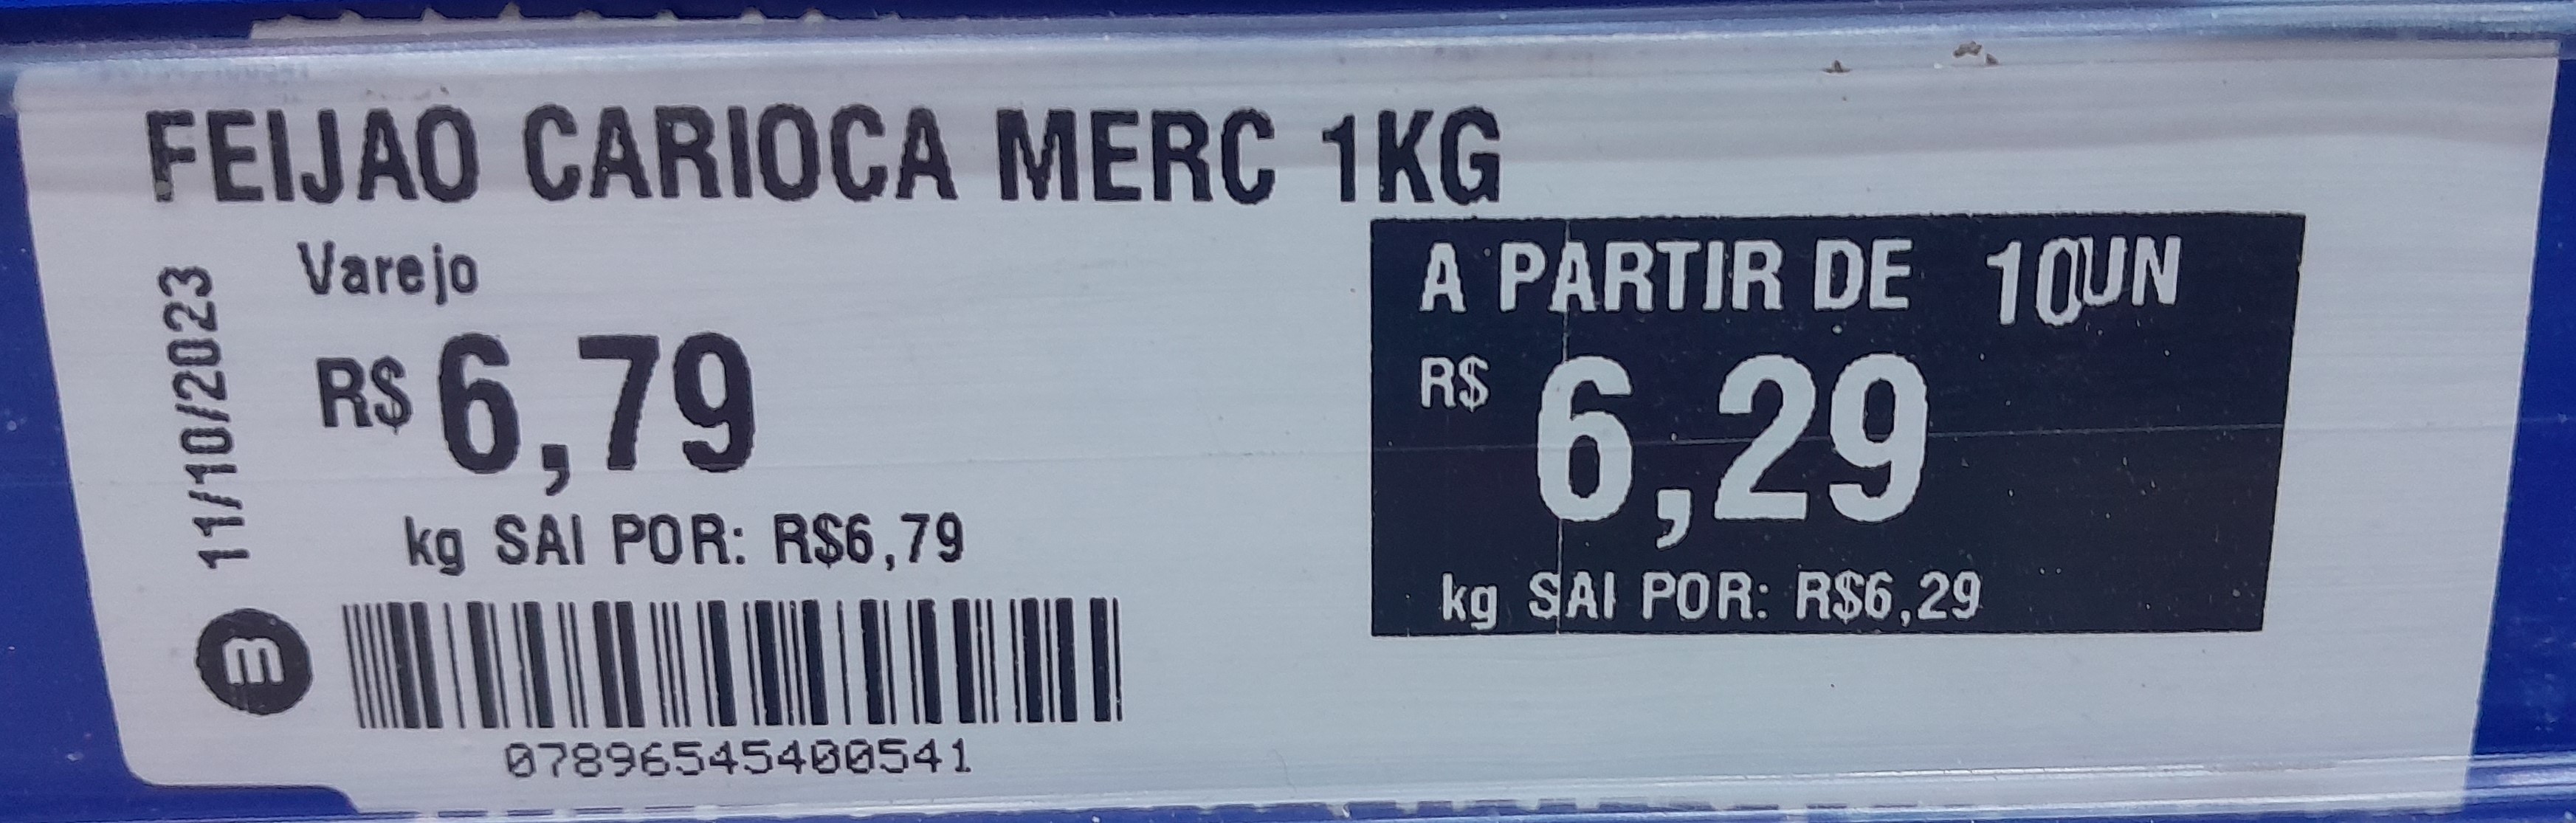 FEIJAO CARIOCA MERC 1KG
11/10/2023
Varejo
R$ 6,79
kg SAI POR: R$6,79
m
07896545400541
A PARTIR DE 10UN
R$ 6,29
kg SAI POR: R$6,29